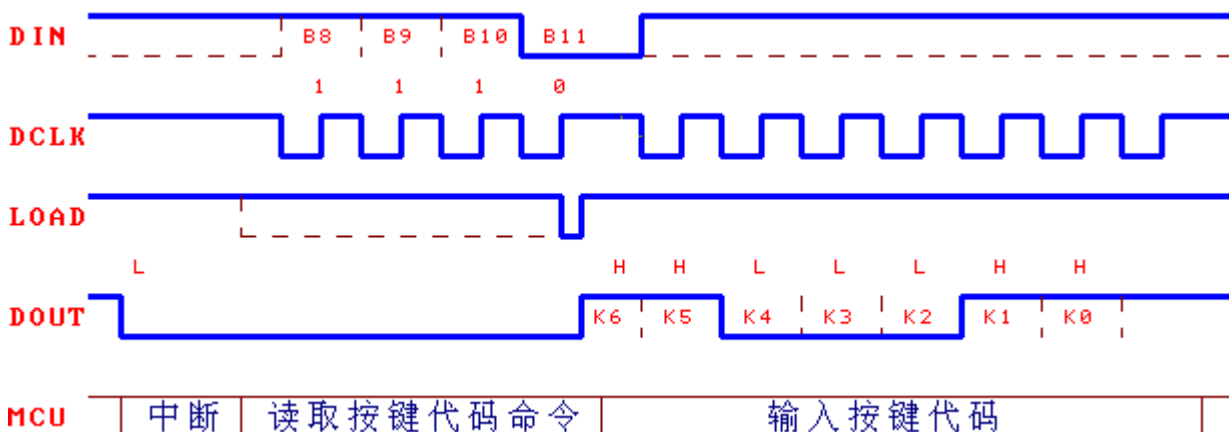 DIN B8 B9 B10 B11
1 1 1 0
DCLK
LOAD
L H H L L L H H
DOUT K6 K5 K4 K3 K2 K1 K0
MCU 中断 读取按键代码命令 输入按键代码